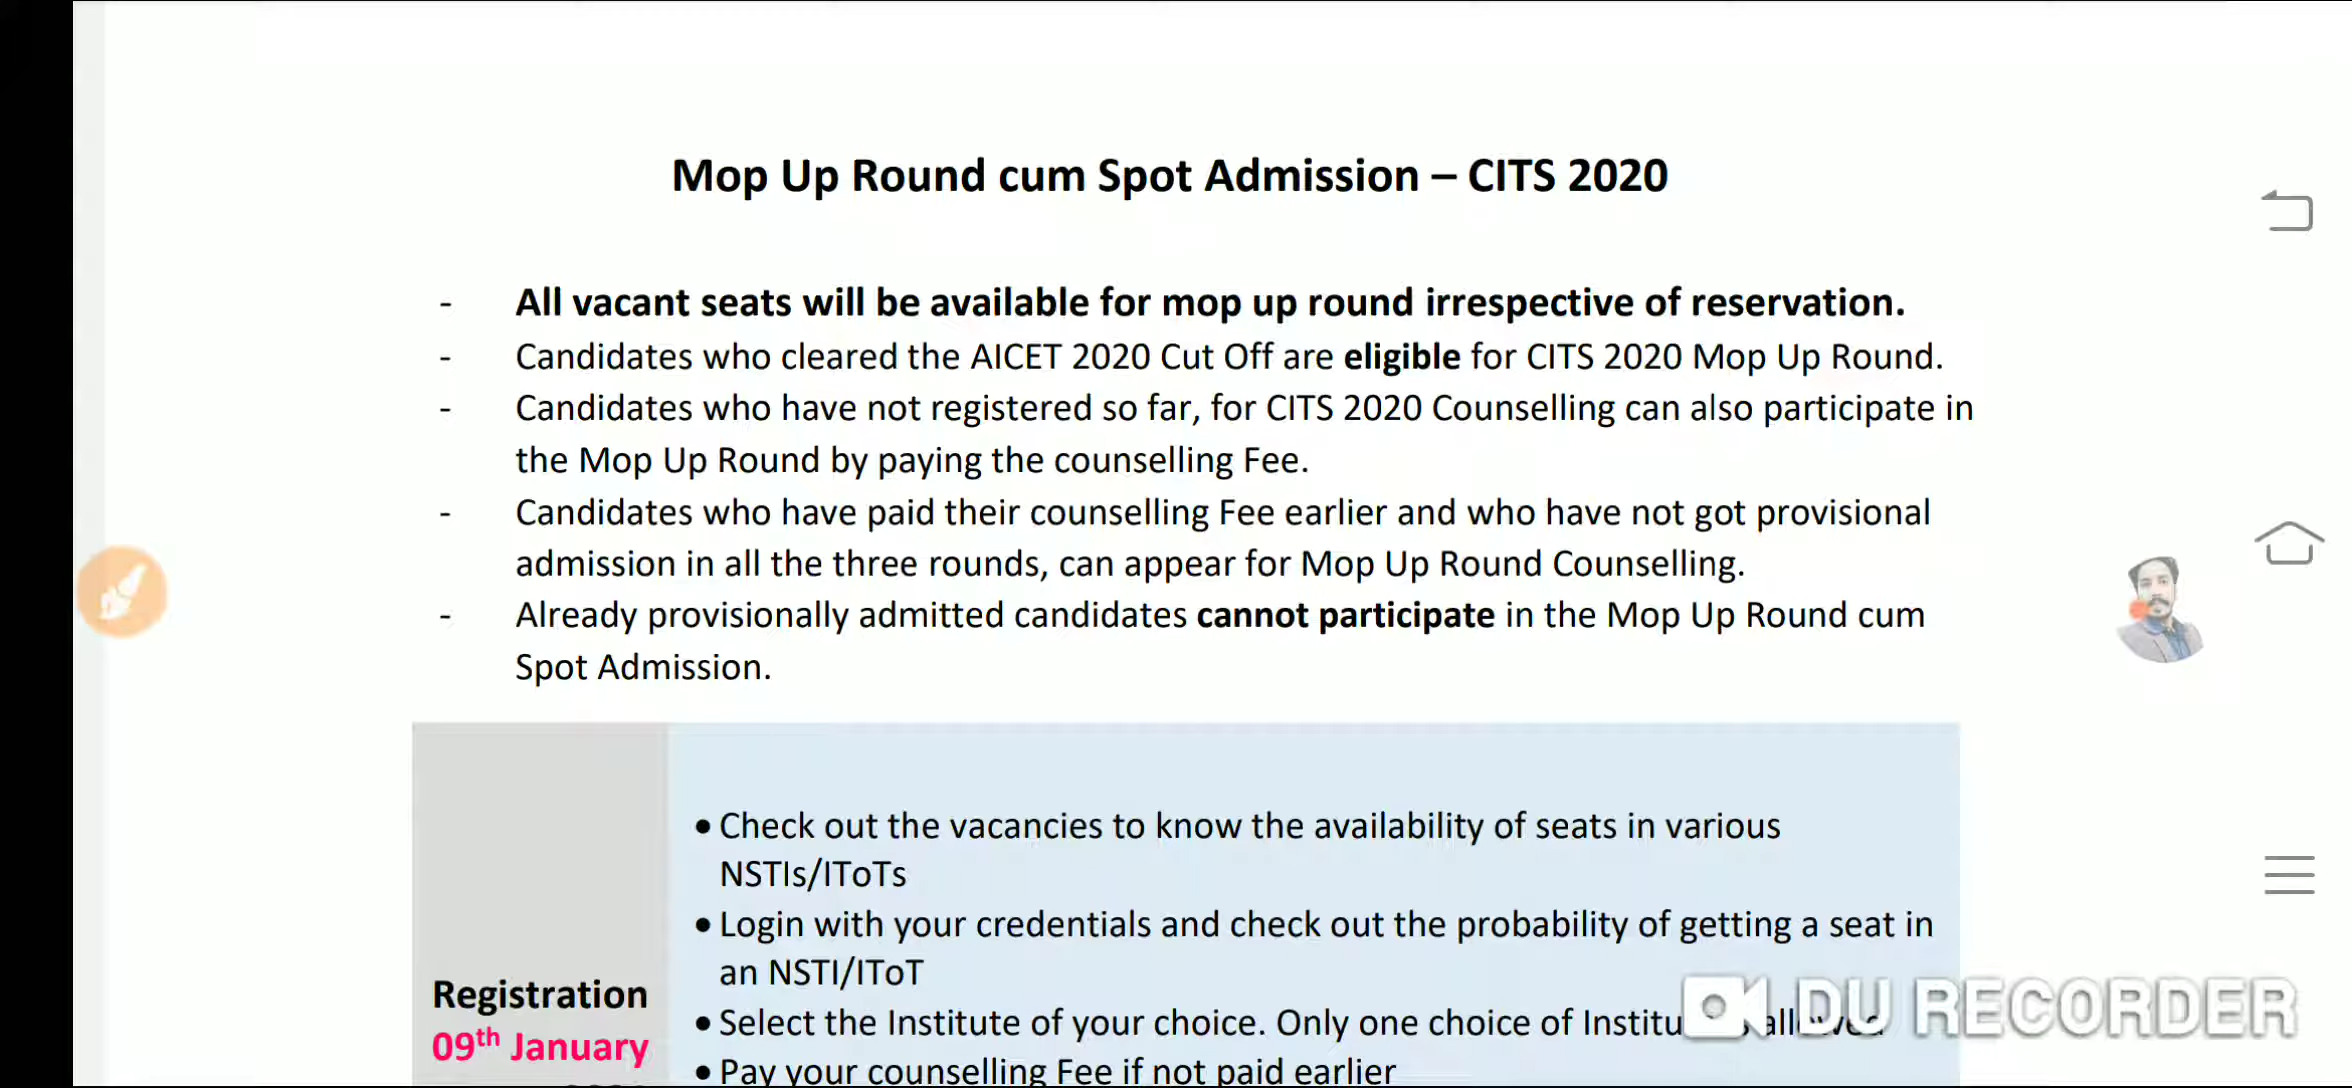 Mop Up Round cum Spot Admission – CITS 2020
- All vacant seats will be available for mop up round irrespective of reservation.
- Candidates who cleared the AICET 2020 Cut Off are eligible for CITS 2020 Mop Up Round.
- Candidates who have not registered so far, for CITS 2020 Counselling can also participate in
the Mop Up Round by paying the counselling Fee.
- Candidates who have paid their counselling Fee earlier and who have not got provisional
admission in all the three rounds, can appear for Mop Up Round Counselling.
- Already provisionally admitted candidates cannot participate in the Mop Up Round cum
Spot Admission.
Registration
09th January
• Check out the vacancies to know the availability of seats in various
NSTIs/IToTs
• Login with your credentials and check out the probability of getting a seat in
an NSTI/IToT
• Select the Institute of your choice. Only one choice of allowed
• Pay your counselling Fee if not paid earlier
DU RECORDER